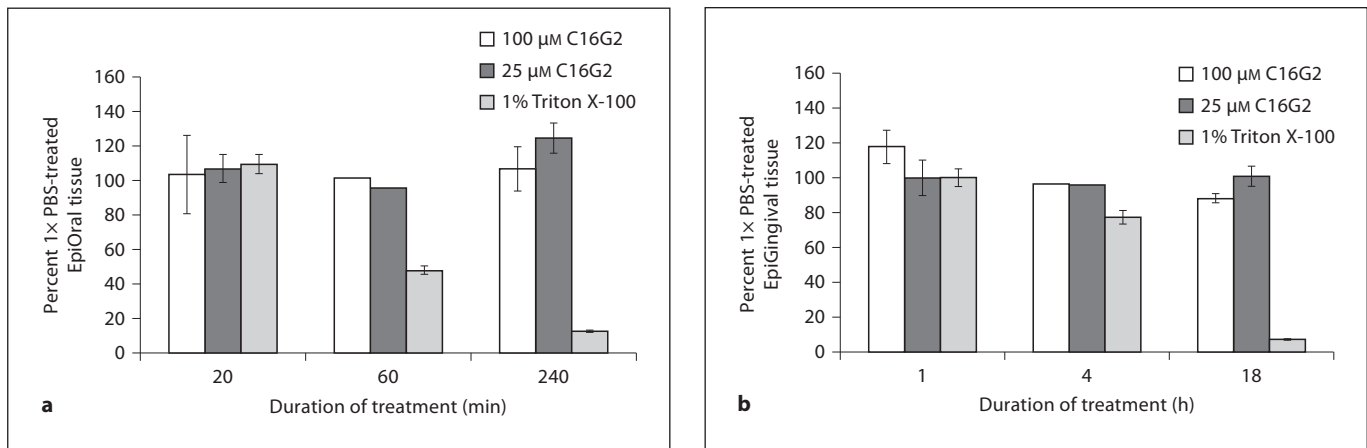 100 μM C16G2
25 μM C16G2
1% Triton X-100
Percent 1× PBS-treated
EpiOral tissue
160
140
120
100
80
60
40
20
0
20 60 240
Duration of treatment (min)
a
100 μM C16G2
25 μM C16G2
1% Triton X-100
Percent 1× PBS-treated
EpiGingival tissue
160
140
120
100
80
60
40
20
0
1 4 18
Duration of treatment (h)
b